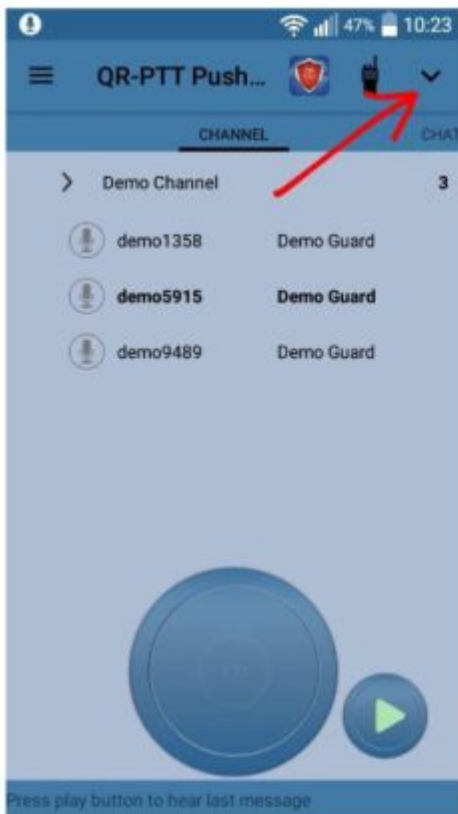 47% 10:23
QR-PTT Push...
CHANNEL CHAT
Demo Channel 3
demo1358 Demo Guard
demo5915 Demo Guard
demo9489 Demo Guard
PTT
Press play button to hear last message